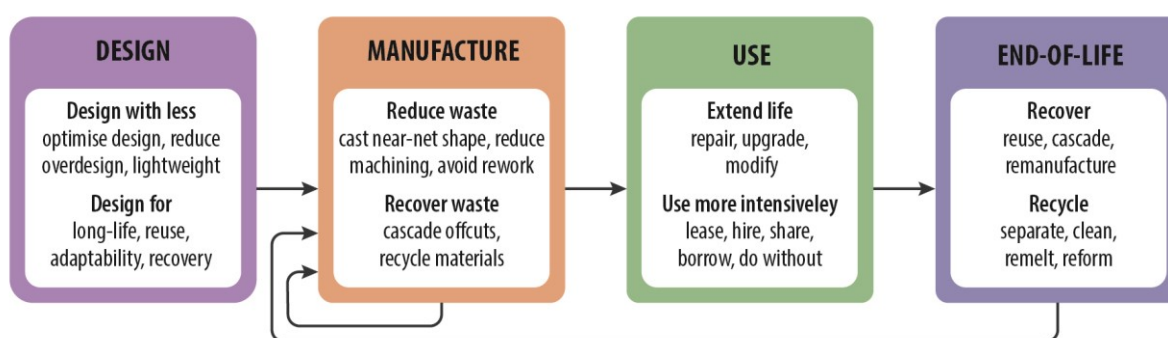 DESIGN
Design with less
optimise design, reduce
overdesign, lightweight
Design for
long-life, reuse,
adaptability, recovery
MANUFACTURE
Reduce waste
cast near-net shape, reduce
machining, avoid rework
Recover waste
cascade offcuts,
recycle materials
USE
Extend life
repair, upgrade,
modify
Use more intensiveley
lease, hire, share,
borrow, do without
END-OF-LIFE
Recover
reuse, cascade,
remanufacture
Recycle
separate, clean,
remelt, reform